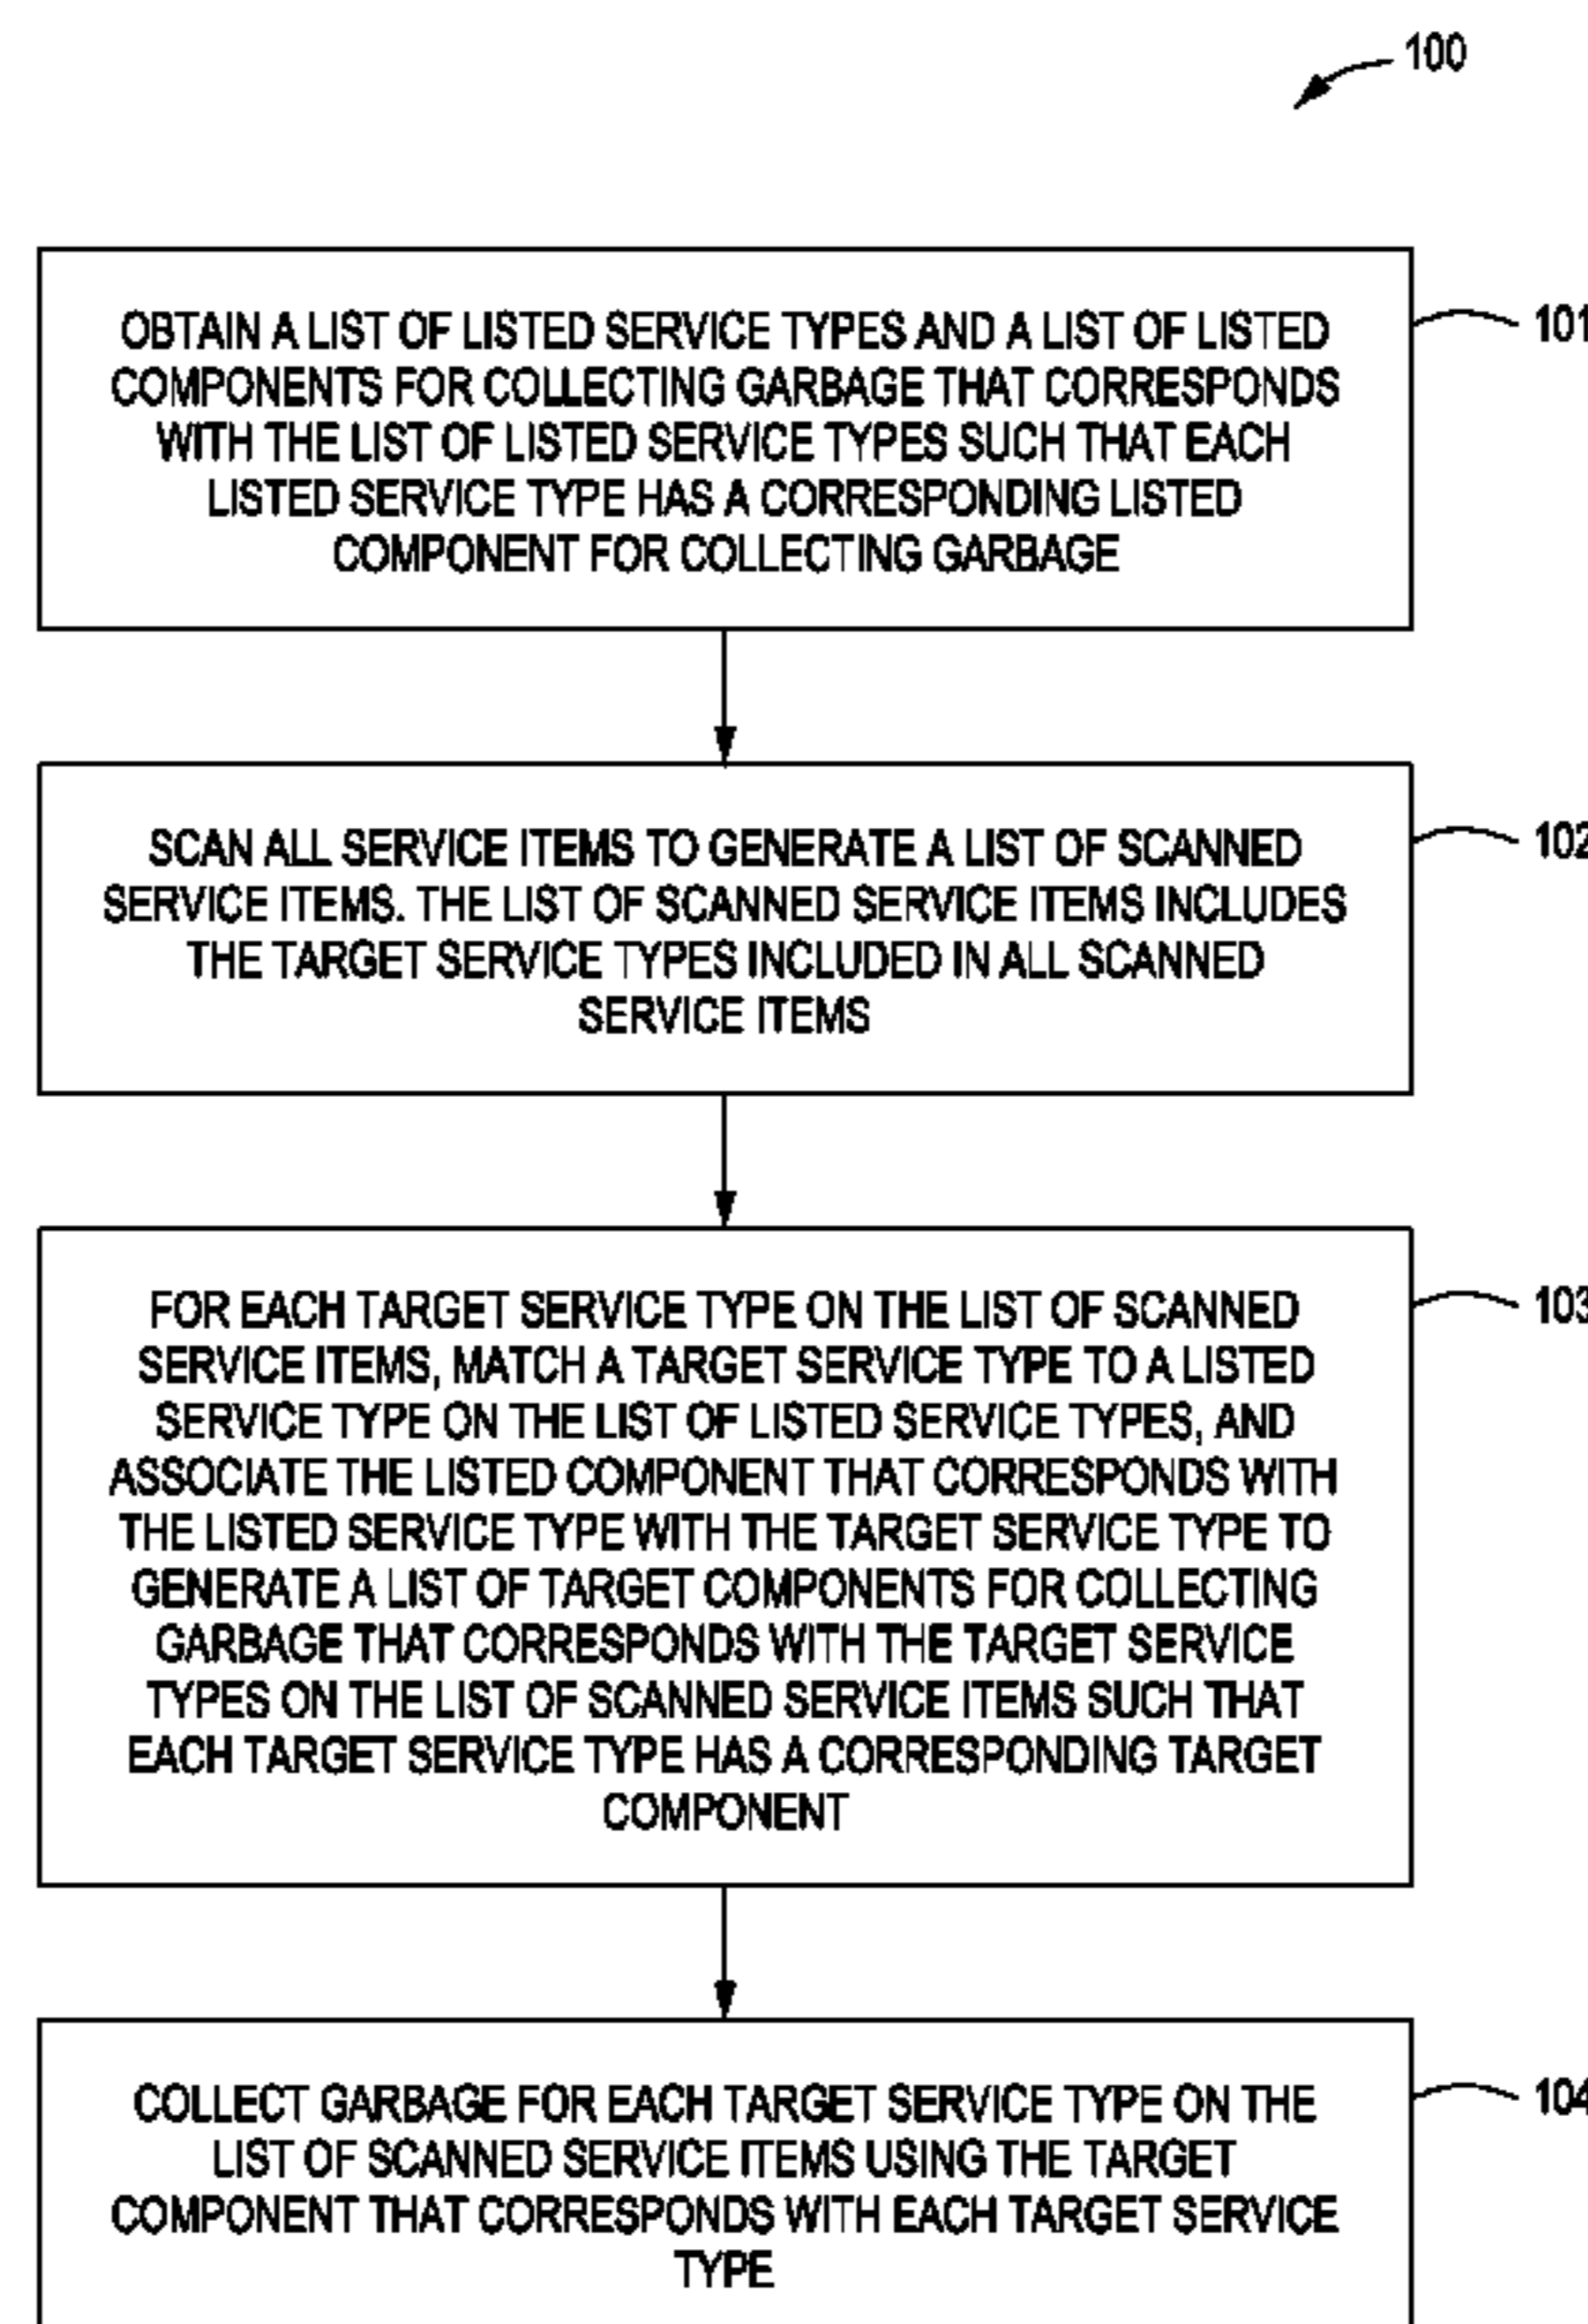 100
OBTAIN A LIST OF LISTED SERVICE TYPES AND A LIST OF LISTED
COMPONENTS FOR COLLECTING GARBAGE THAT CORRESPONDS
WITH THE LIST OF LISTED SERVICE TYPES SUCH THAT EACH
LISTED SERVICE TYPE HAS A CORRESPONDING LISTED
COMPONENT FOR COLLECTING GARBAGE
101
SCAN ALL SERVICE ITEMS TO GENERATE A LIST OF SCANNED
SERVICE ITEMS. THE LIST OF SCANNED SERVICE ITEMS INCLUDES
THE TARGET SERVICE TYPES INCLUDED IN ALL SCANNED
SERVICE ITEMS
102
FOR EACH TARGET SERVICE TYPE ON THE LIST OF SCANNED
SERVICE ITEMS, MATCH A TARGET SERVICE TYPE TO A LISTED
SERVICE TYPE ON THE LIST OF LISTED SERVICE TYPES, AND
ASSOCIATE THE LISTED COMPONENT THAT CORRESPONDS WITH
THE LISTED SERVICE TYPE WITH THE TARGET SERVICE TYPE TO
GENERATE A LIST OF TARGET COMPONENTS FOR COLLECTING
GARBAGE THAT CORRESPONDS WITH THE TARGET SERVICE
TYPES ON THE LIST OF SCANNED SERVICE ITEMS SUCH THAT
EACH TARGET SERVICE TYPE HAS A CORRESPONDING TARGET
COMPONENT
103
COLLECT GARBAGE FOR EACH TARGET SERVICE TYPE ON THE
LIST OF SCANNED SERVICE ITEMS USING THE TARGET
COMPONENT THAT CORRESPONDS WITH EACH TARGET SERVICE
TYPE
104